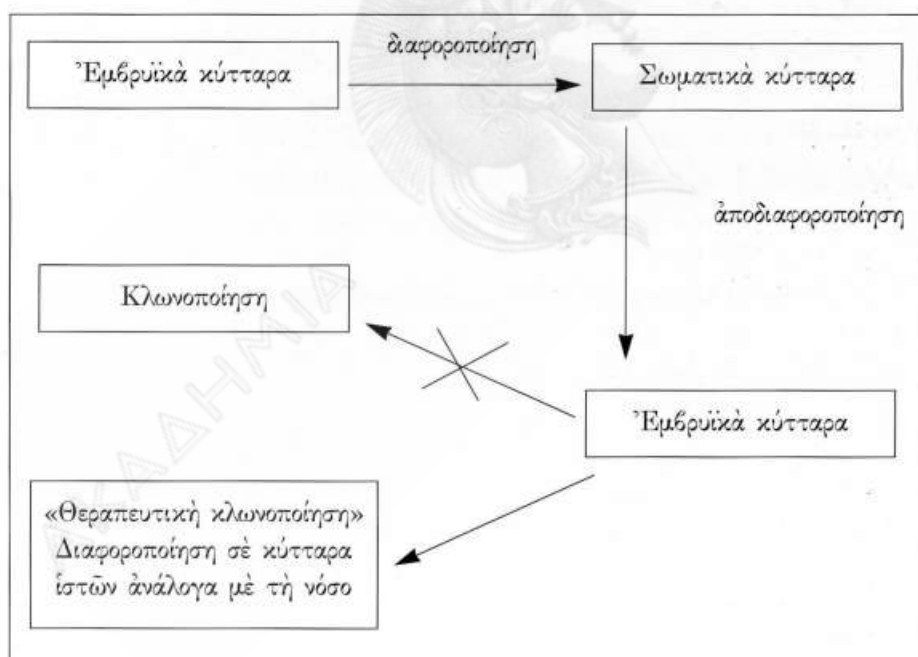 Ἐμβρυϊκὰ κύτταρα
διαφοροποίηση
Σωματικὰ κύτταρα
ἀποδιαφοροποίηση
Κλωνοποίηση
Ἐμβρυϊκὰ κύτταρα
«Θεραπευτικὴ κλωνοποίηση»
Διαφοροποίηση σὲ κύτταρα
ἱστῶν ἀνάλογα μὲ τὴ νόσο
ΑΚΑΔΗΜΙΑ